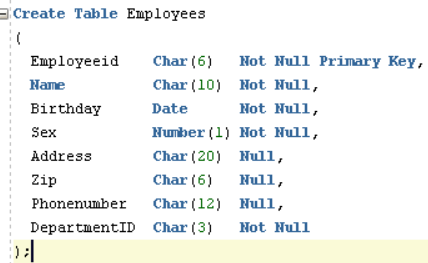 Create Table Employees
(
Employeeid Char(6) Not Null Primary Key,
Name Char(10) Not Null,
Birthday Date Not Null,
Sex Number(1) Not Null,
Address Char(20) Null,
Zip Char(6) Null,
Phonenumber Char(12) Null,
DepartmentID Char(3) Not Null
);